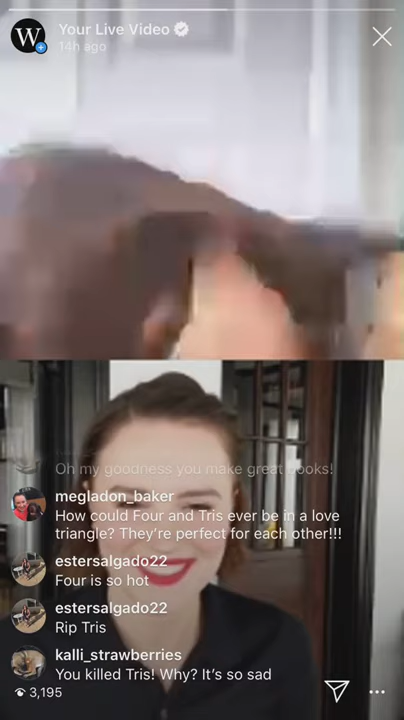 W
Your Live Video
14h ago
Oh my goodness you make great books!
megladon_baker
How could Four and Tris ever be in a love
triangle? They're perfect for each other!!!
estersalgado22
Four is so hot
estersalgado22
Rip Tris
kalli_strawberries
You killed Tris! Why? It's so sad
3,195